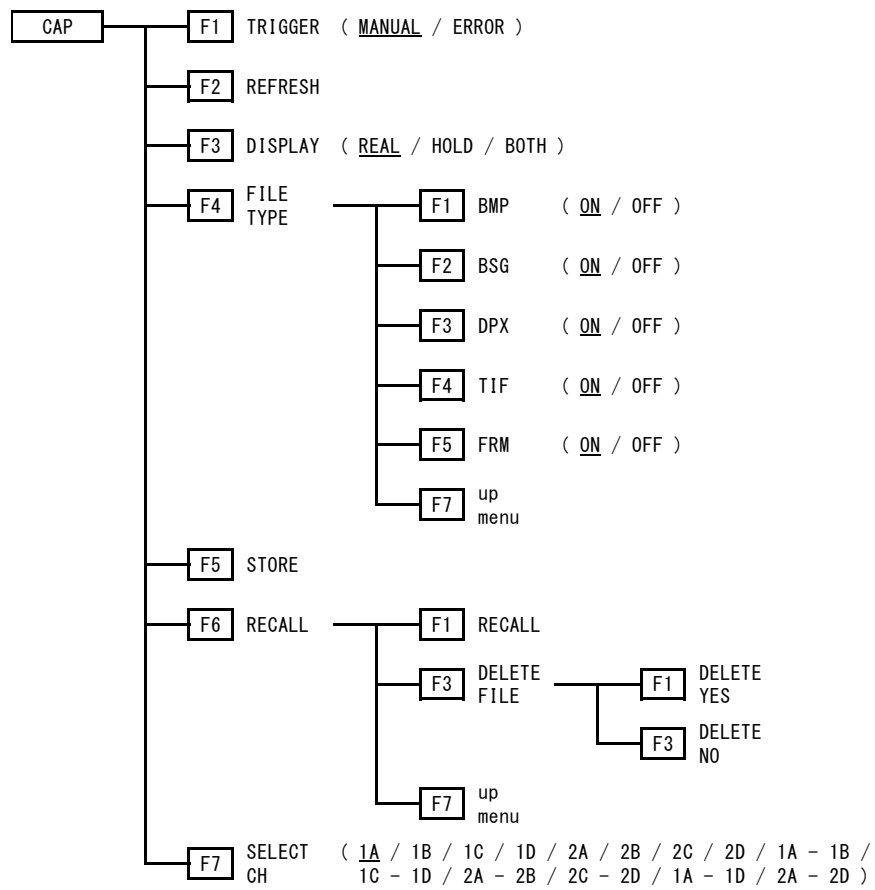 CAP F1 TRIGGER ( MANUAL / ERROR )
F2 REFRESH
F3 DISPLAY ( REAL / HOLD / BOTH )
F4 FILE
TYPE
F1 BMP ( ON / OFF )
F2 BSG ( ON / OFF )
F3 DPX ( ON / OFF )
F4 TIF ( ON / OFF )
F5 FRM ( ON / OFF )
F7 up
menu
F5 STORE
F6 RECALL F1 RECALL
F3 DELETE
FILE
F1 DELETE
YES
F3 DELETE
NO
F7 up
menu
F7 SELECT
CH
( 1A / 1B / 1C / 1D / 2A / 2B / 2C / 2D / 1A - 1B /
1C - 1D / 2A - 2B / 2C - 2D / 1A - 1D / 2A - 2D )